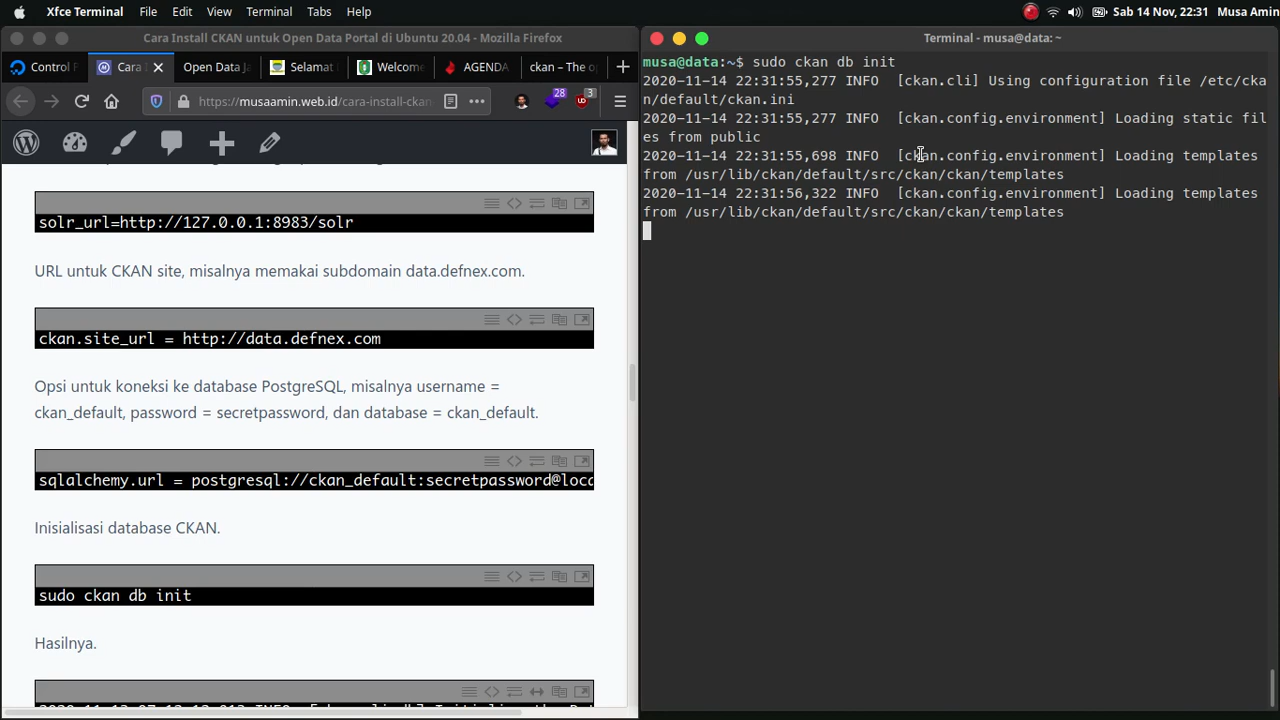 Xfce Terminal File Edit View Terminal Tabs Help
Sab 14 Nov, 22:31 Musa Amin
Cara Install CKAN untuk Open Data Portal di Ubuntu 20.04 - Mozilla Firefox
Control P
Cara
Open Data Ja
Selamat
Welcome
AGENDA
ckan – The op
https://musaamin.web.id/cara-install-ckan
28
3
solr_url=http://127.0.0.1:8983/solr
URL untuk CKAN site, misalnya memakai subdomain data.defnex.com.
ckan.site_url = http://data.defnex.com
Opsi untuk koneksi ke database PostgreSQL, misalnya username =
ckan_default, password = secretpassword, dan database = ckan_default.
sqlalchemy.url = postgresql://ckan_default:secretpassword@loca
Inisialisasi database CKAN.
sudo ckan db init
Hasilnya.
Terminal - musa@data: ~
musa@data:~$ sudo ckan db init
2020-11-14 22:31:55,277 INFO  [ckan.cli] Using configuration file /etc/cka
n/default/ckan.ini
2020-11-14 22:31:55,277 INFO  [ckan.config.environment] Loading static fil
es from public
2020-11-14 22:31:55,698 INFO  [ckan.config.environment] Loading templates
from /usr/lib/ckan/default/src/ckan/ckan/templates
2020-11-14 22:31:56,322 INFO  [ckan.config.environment] Loading templates
from /usr/lib/ckan/default/src/ckan/ckan/templates